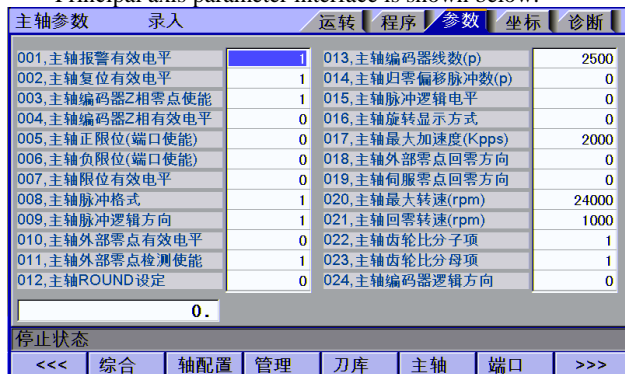 Principal axis parameter interface is shown below.
主轴参数 录入 运转 程序 参数 坐标 诊断
001,主轴报警有效电平 1 013,主轴编码器线数(p) 2500
002,主轴复位有效电平 1 014,主轴归零偏移脉冲数(p) 0
003,主轴编码器Z相零点使能 1 015,主轴脉冲逻辑电平 0
004,主轴编码器Z相有效电平 0 016,主轴旋转显示方式 0
005,主轴正限位(端口使能) 0 017,主轴最大加速度(Kpps) 2000
006,主轴负限位(端口使能) 0 018,主轴外部零点回零方向 0
007,主轴限位有效电平 0 019,主轴伺服零点回零方向 0
008,主轴脉冲格式 1 020,主轴最大转速(rpm) 24000
009,主轴脉冲逻辑方向 1 021,主轴回零转速(rpm) 1000
010,主轴外部零点有效电平 0 022,主轴齿轮比分子项 1
011,主轴外部零点检测使能 1 023,主轴齿轮比分母项 1
012,主轴ROUND设定 0 024,主轴编码器逻辑方向 0
0.
停止状态
<<< 综合 轴配置 管理 刀库 主轴 端口 >>>